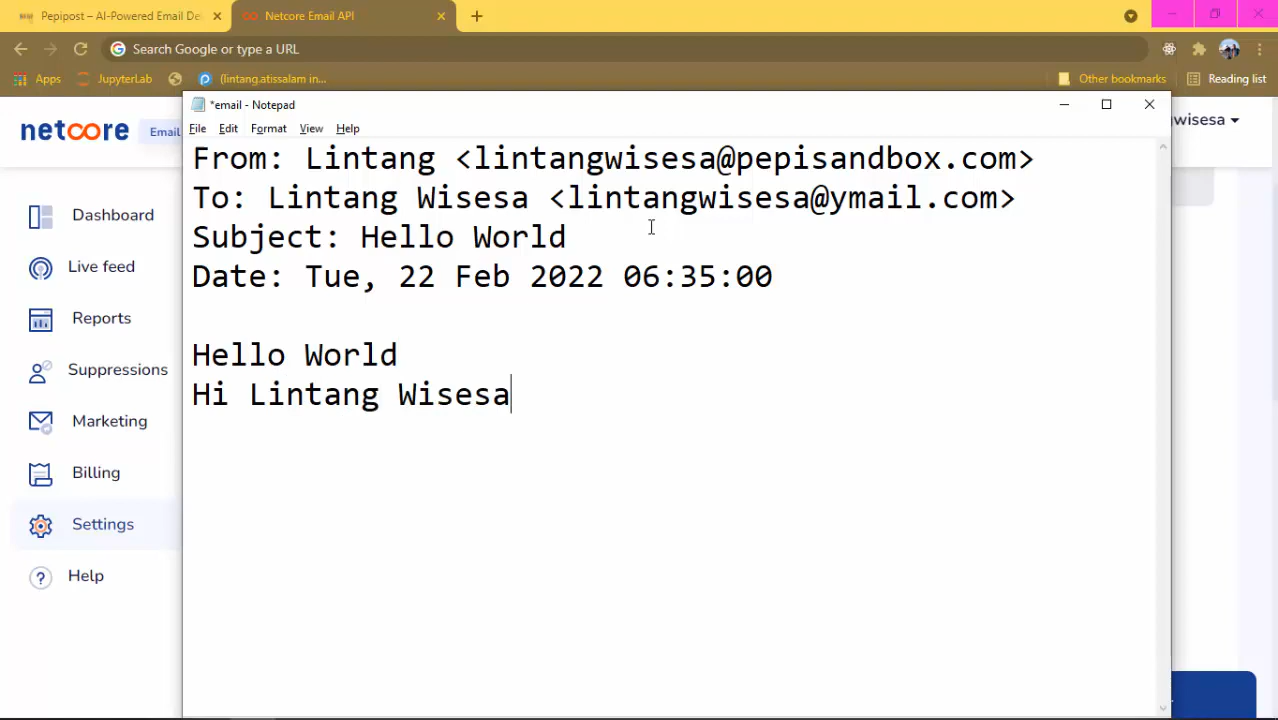 Pepipost – AI-Powered Email De
Netcore Email API
Search Google or type a URL
Apps
JupyterLab
(lintang.atissalam in...
Other bookmarks
Reading list
netcore
Email
wisesa
*email - Notepad
File Edit Format View Help
From: Lintang <lintangwisesa@pepisandbox.com>
To: Lintang Wisesa <lintangwisesa@ymail.com>
Subject: Hello World
Date: Tue, 22 Feb 2022 06:35:00
Hello World
Hi Lintang Wisesa
Dashboard
Live feed
Reports
Suppressions
Marketing
Billing
Settings
Help